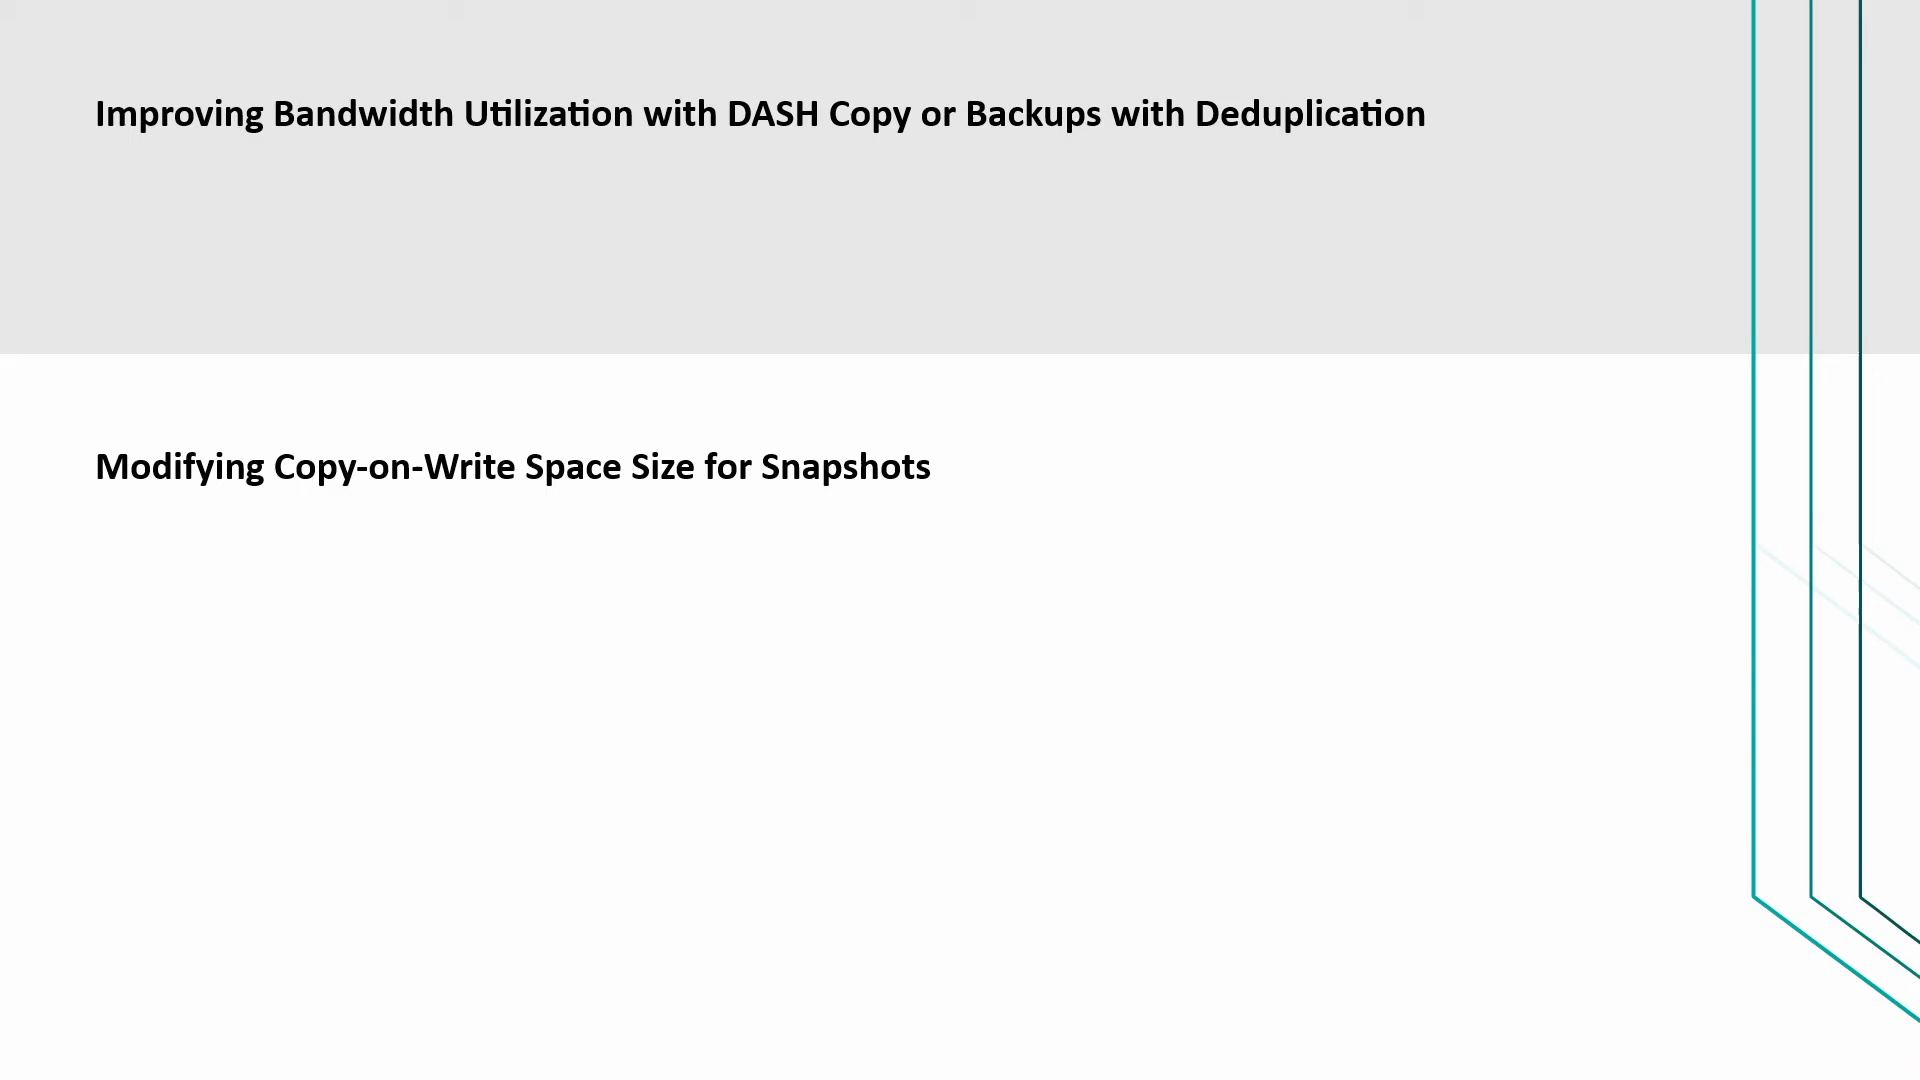 Improving Bandwidth Utilization with DASH Copy or Backups with Deduplication
Modifying Copy-on-Write Space Size for Snapshots